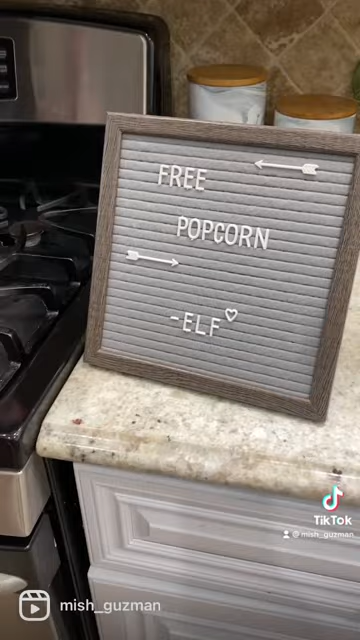 FREE
POPCORN
-ELF♡
TikTok
@ mish_guzman
mish_guzman